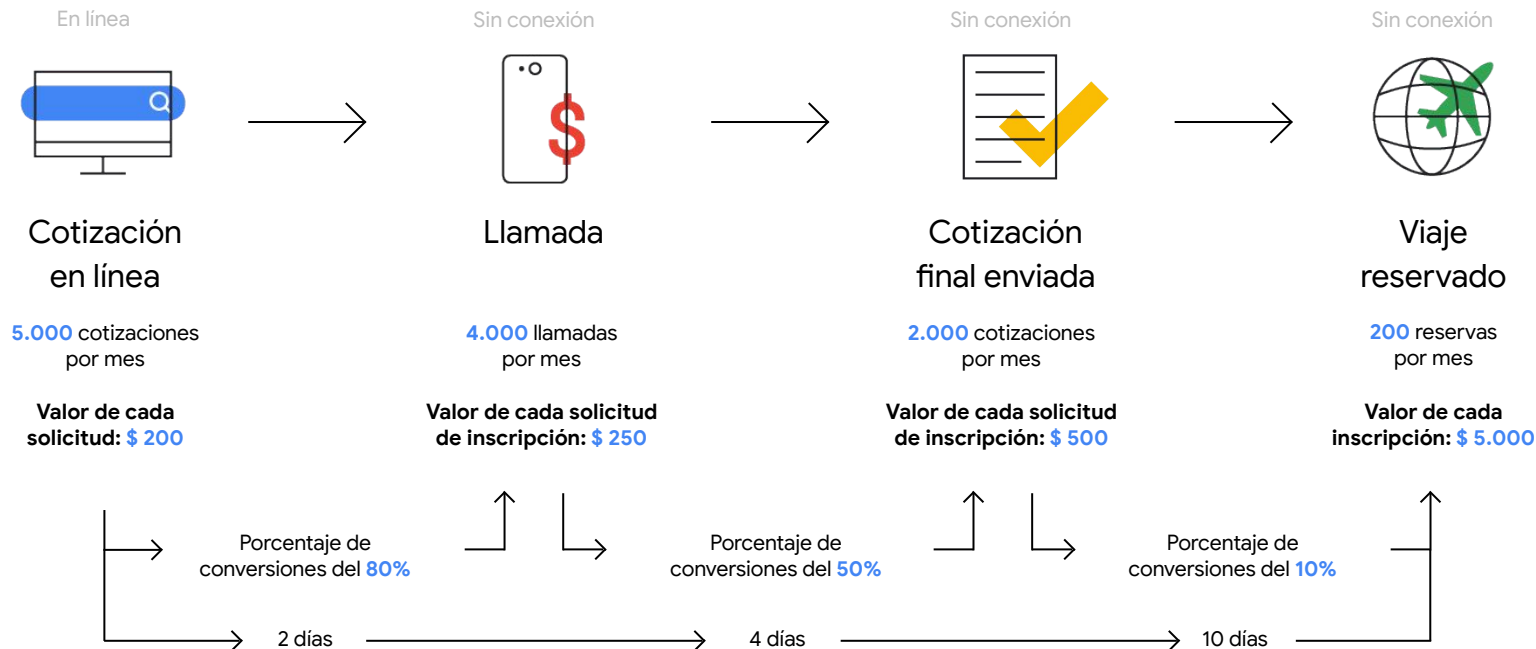 En línea
Sin conexión
Sin conexión
Sin conexión
$
Cotización
en línea
Llamada
Cotización
final enviada
Viaje
reservado
5.000 cotizaciones
por mes
4.000 llamadas
por mes
2.000 cotizaciones
por mes
200 reservas
por mes
Valor de cada
solicitud: $ 200
Valor de cada solicitud
de inscripción: $ 250
Valor de cada solicitud
de inscripción: $ 500
Valor de cada
inscripción: $ 5.000
Porcentaje de
conversiones del 80%
Porcentaje de
conversiones del 50%
Porcentaje de
conversiones del 10%
2 días
4 días
10 días